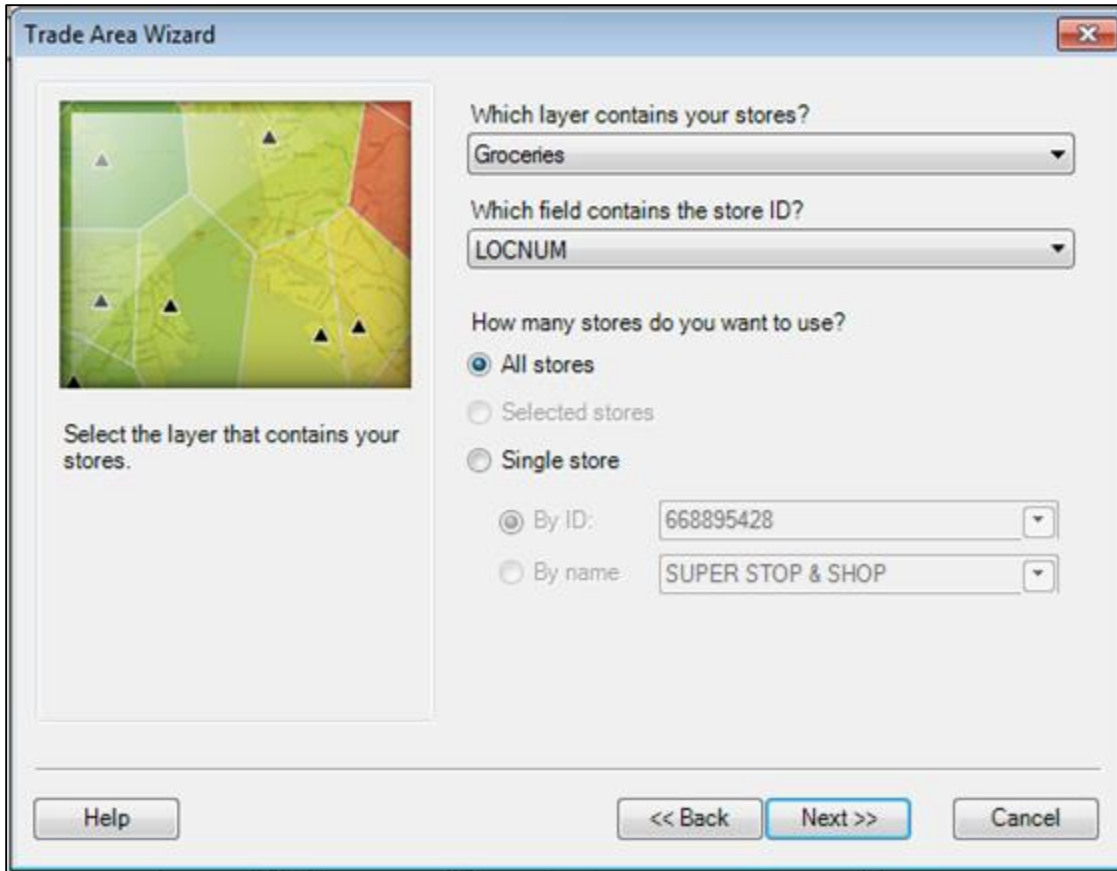 Trade Area Wizard
Which layer contains your stores?
Groceries
Which field contains the store ID?
LOCNUM
How many stores do you want to use?
All stores
Selected stores
Single store
By ID:
668895428
By name
SUPER STOP & SHOP
Select the layer that contains your
stores.
Help
<< Back
Next >>
Cancel